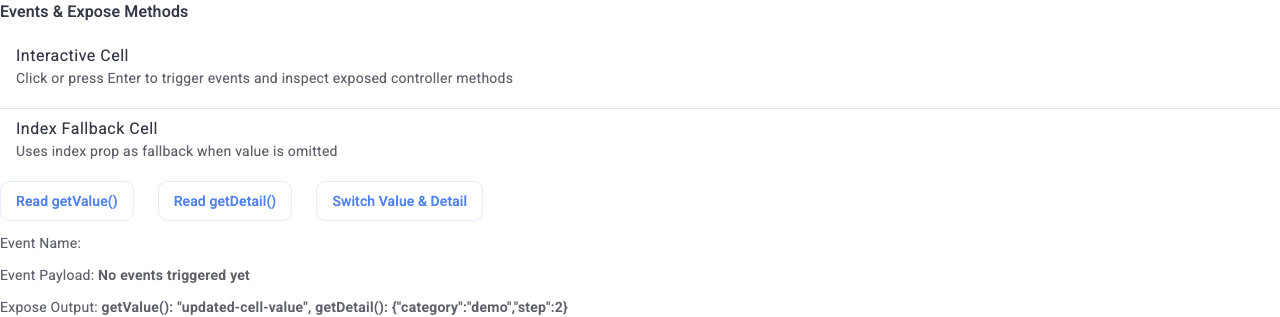 Events & Expose Methods
Interactive Cell
Click or press Enter to trigger events and inspect exposed controller methods
Index Fallback Cell
Uses index prop as fallback when value is omitted
Read getValue() Read getDetail() Switch Value & Detail
Event Name:
Event Payload: No events triggered yet
Expose Output: getValue(): "updated-cell-value", getDetail(): {"category":"demo","step":2}